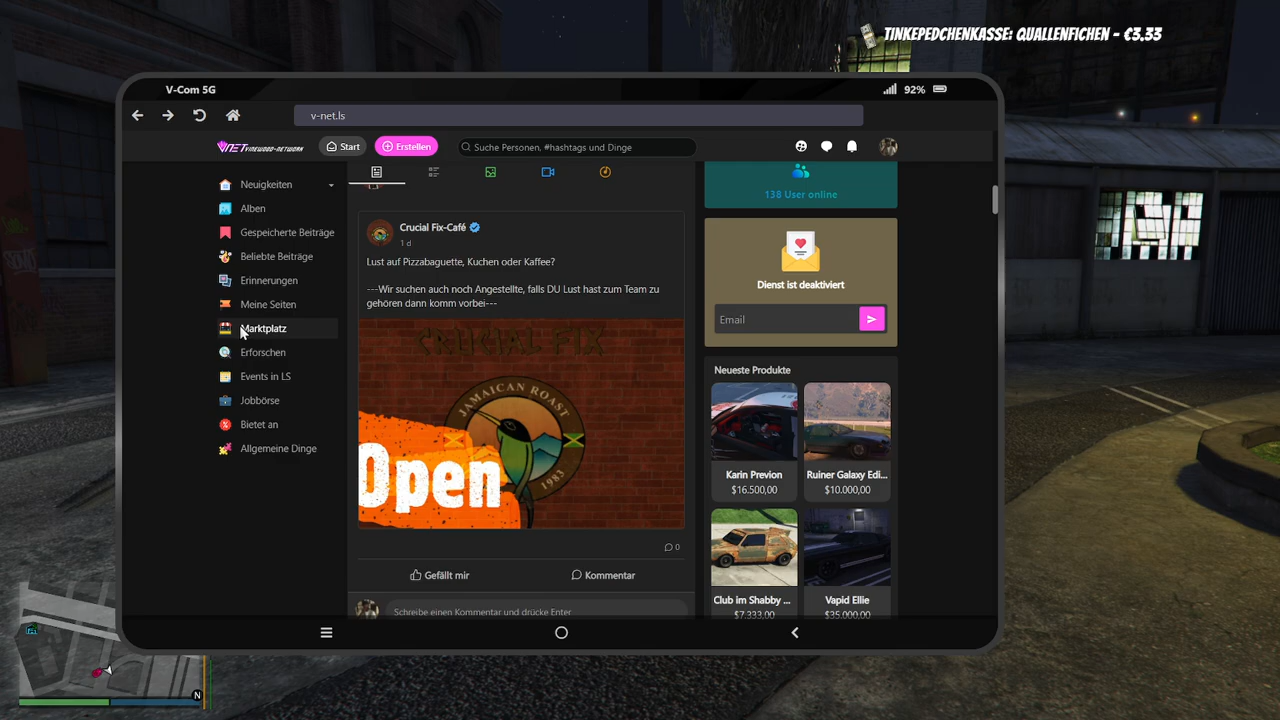 TINKEPEDCHENKASSE: QUALLENFICHEN - €3,33
V-Com 5G
92%
v-net.ls
VNET VINEWOOD-NETWORK
Start
Erstellen
Suche Personen, #hashtags und Dinge
Neuigkeiten
Alben
Gespeicherte Beiträge
Beliebte Beiträge
Erinnerungen
Meine Seiten
Marktplatz
Erforschen
Events in LS
Jobbörse
Bietet an
Allgemeine Dinge
Crucial Fix-Café
1 d
Lust auf Pizzabaguette, Kuchen oder Kaffee?
---Wir suchen auch noch Angestellte, falls DU Lust hast zum Team zu
gehören dann komm vorbei---
CRUCIAL FIX
JAMAICAN ROAST
1983
Open
0
Gefällt mir
Kommentar
Schreibe einen Kommentar und drücke Enter
138 User online
Dienst ist deaktiviert
Email
Neueste Produkte
Karin Previon
$16.500,00
Ruiner Galaxy Edi...
$10.000,00
Club im Shabby ...
$7.333,00
Vapid Ellie
$35.000,00
N